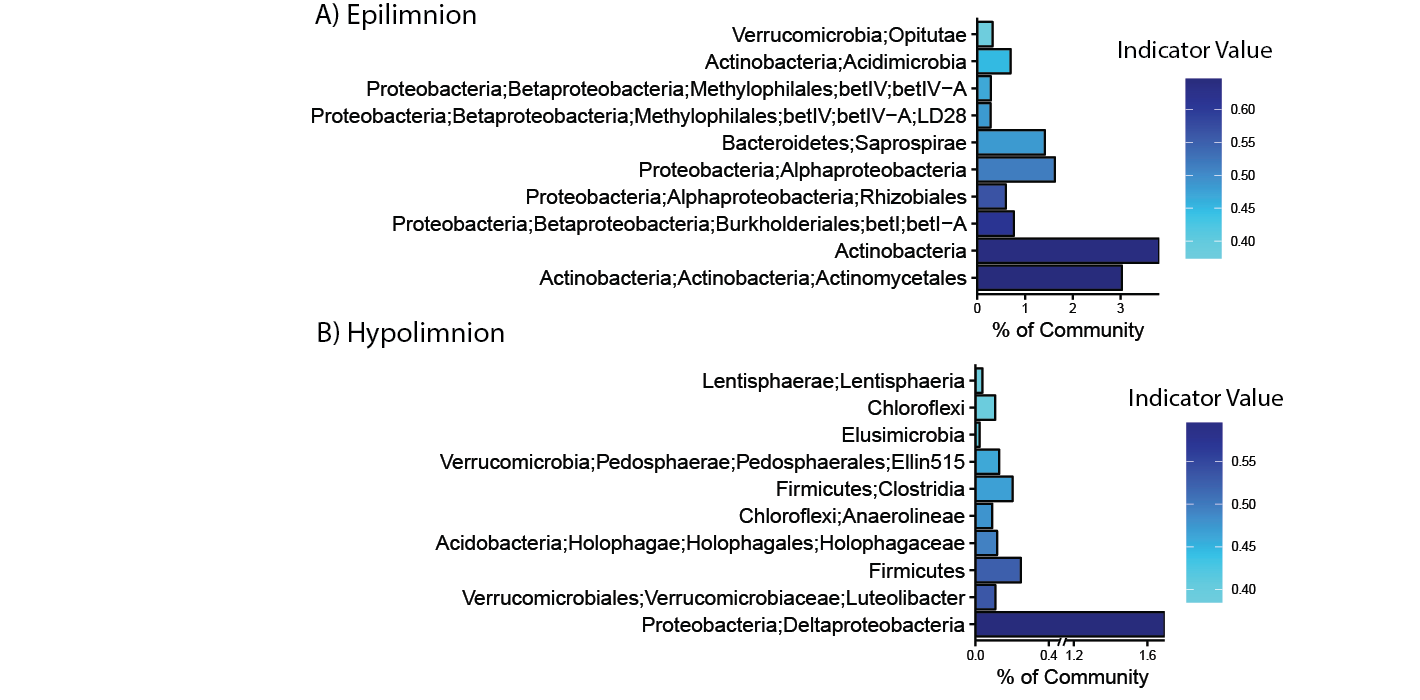 A) Epilimnion
Verrucomicrobia;Opitutae
Actinobacteria;Acidimicrobia
Proteobacteria;Betaproteobacteria;Methylophilales;betIV;betIV−A
Proteobacteria;Betaproteobacteria;Methylophilales;betIV;betIV−A;LD28
Bacteroidetes;Saprospirae
Proteobacteria;Alphaproteobacteria
Proteobacteria;Alphaproteobacteria;Rhizobiales
Proteobacteria;Betaproteobacteria;Burkholderiales;betI;betI−A
Actinobacteria
Actinobacteria;Actinobacteria;Actinomycetales
0 1 2 3
% of Community
Indicator Value
0.60
0.55
0.50
0.45
0.40
B) Hypolimnion
Lentisphaerae;Lentisphaeria
Chloroflexi
Elusimicrobia
Verrucomicrobia;Pedosphaerae;Pedosphaerales;Ellin515
Firmicutes;Clostridia
Chloroflexi;Anaerolineae
Acidobacteria;Holophagae;Holophagales;Holophagaceae
Firmicutes
Verrucomicrobiales;Verrucomicrobiaceae;Luteolibacter
Proteobacteria;Deltaproteobacteria
0.0 0.4 1.2 1.6
% of Community
Indicator Value
0.55
0.50
0.45
0.40